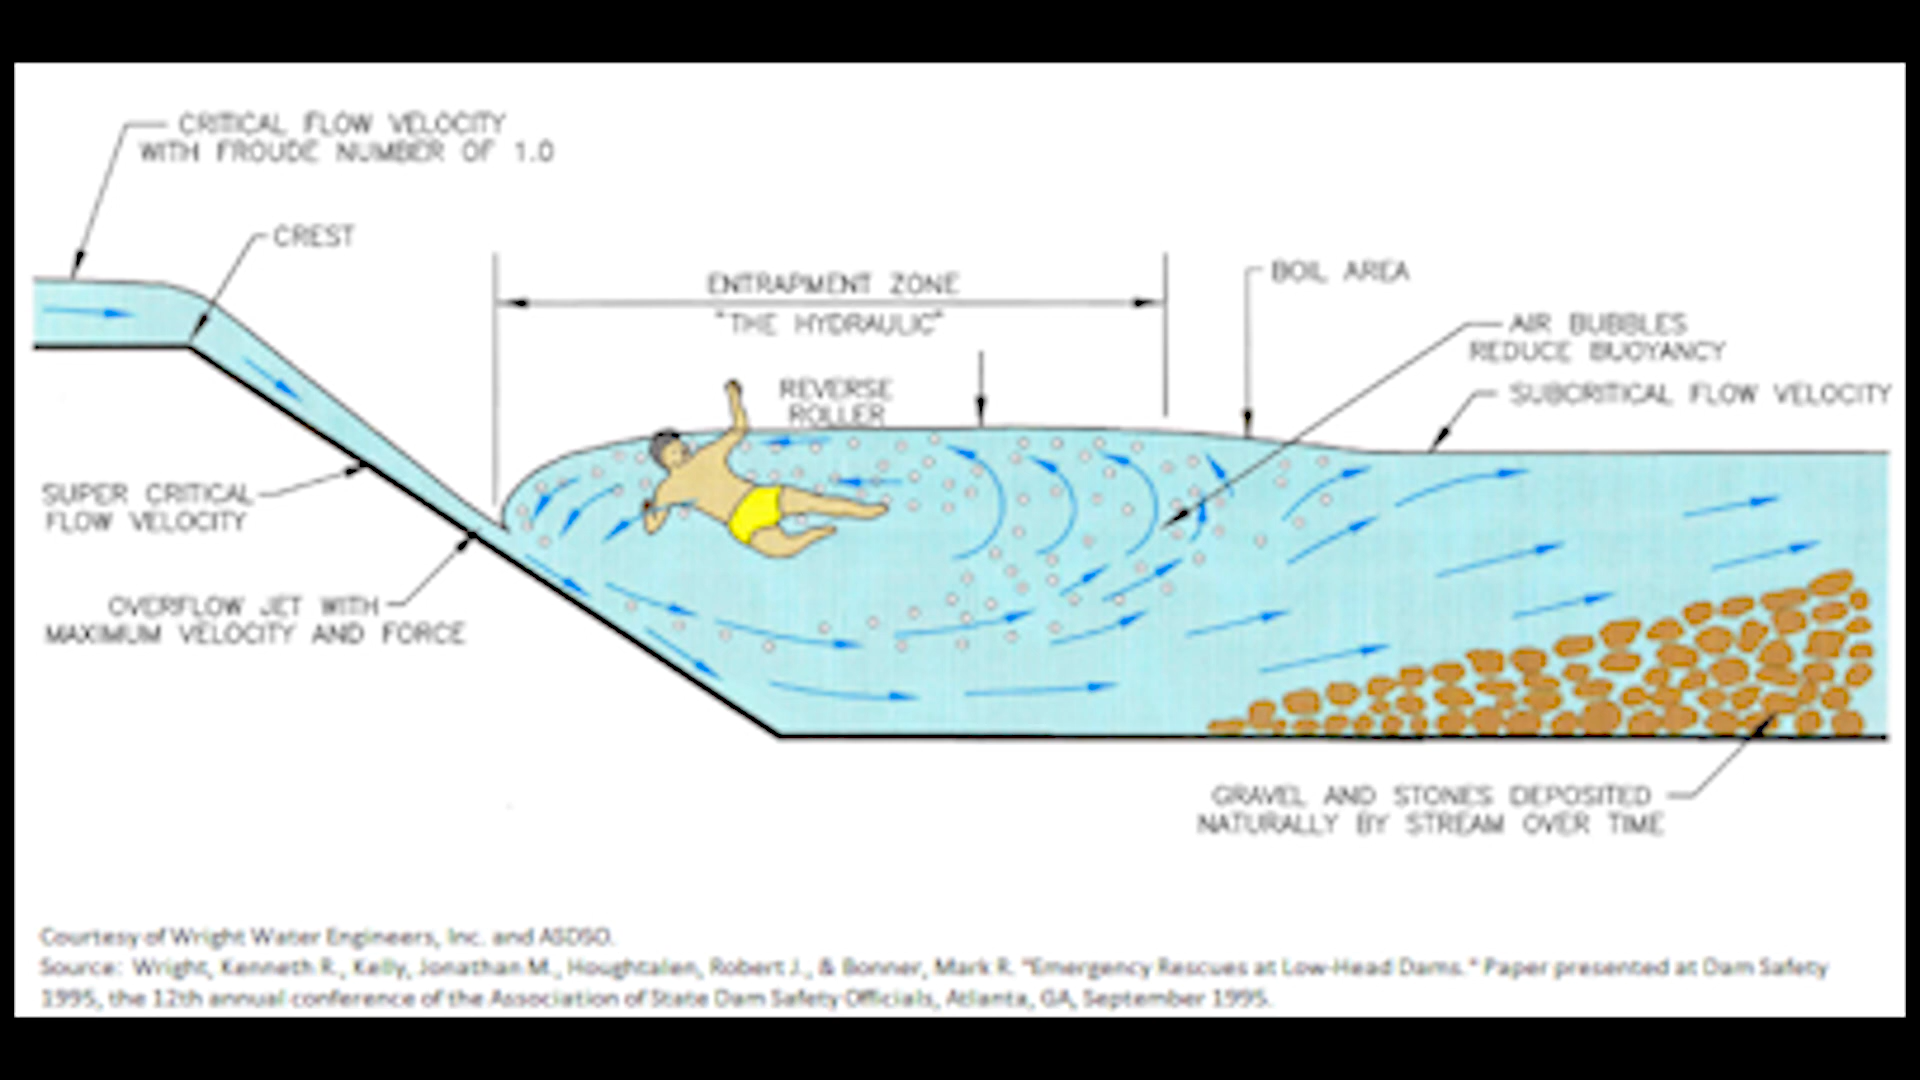 CRITICAL FLOW VELOCITY
WITH FROUDE NUMBER OF 1.0
CREST
ENTRAPMENT ZONE
"THE HYDRAULIC"
BOIL AREA
AIR BUBBLES
REDUCE BUOYANCY
REVERSE
ROLLER
SUBCRITICAL FLOW VELOCITY
SUPER CRITICAL
FLOW VELOCITY
OVERFLOW JET WITH
MAXIMUM VELOCITY AND FORCE
GRAVEL AND STONES DEPOSITED
NATURALLY BY STREAM OVER TIME
Courtesy of Wright Water Engineers, Inc. and ASDSO.
Source: Wright, Kenneth R., Kelly, Jonathan M., Houghtalen, Robert J., & Bonner, Mark R. "Emergency Rescues at Low-Head Dams." Paper presented at Dam Safety
1995, the 12th annual conference of the Association of State Dam Safety Officials, Atlanta, GA, September 1995.